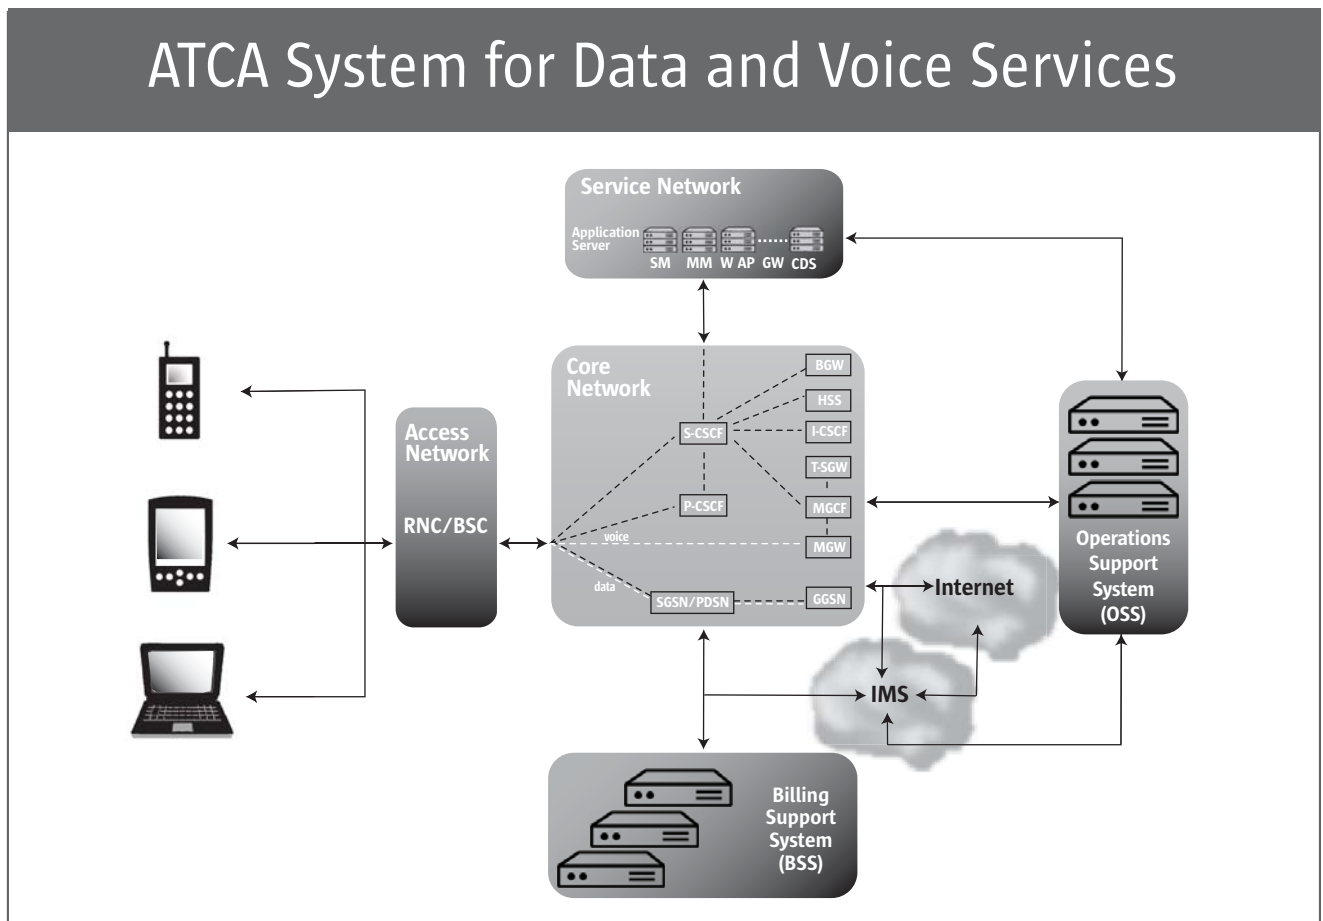 ATCA System for Data and Voice Services
Service Network
Application
Server
SM MM W AP GW CDS
Core
Network
BGW
HSS
S-CSCF
I-CSCF
T-SGW
P-CSCF
MGCF
voice
MGW
data
SGSN/PDSN
GGSN
Access
Network
RNC/BSC
Operations
Support
System
(OSS)
Internet
IMS
Billing
Support
System
(BSS)